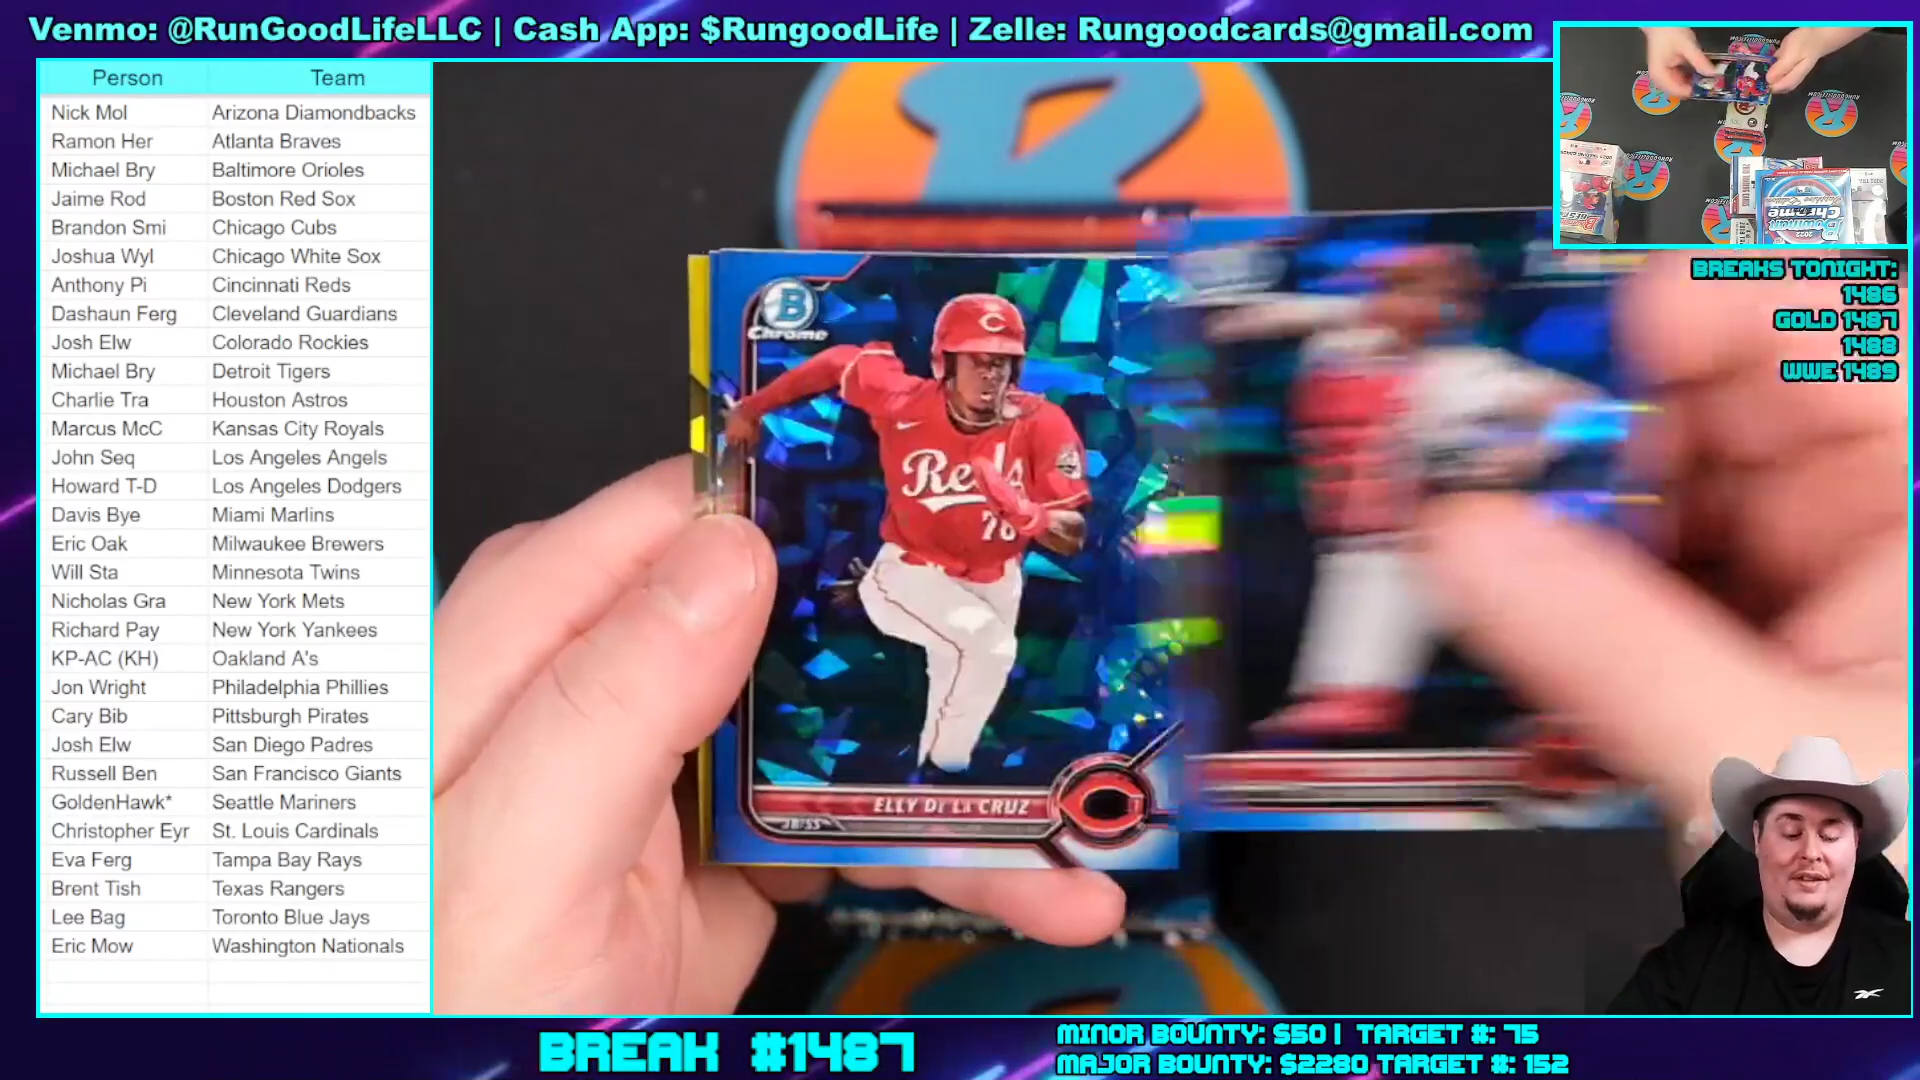 Venmo: @RunGoodLifeLLC | Cash App: $RungoodLife | Zelle: Rungoodcards@gmail.com
Person Team
Nick Mol Arizona Diamondbacks
Ramon Her Atlanta Braves
Michael Bry Baltimore Orioles
Jaime Rod Boston Red Sox
Brandon Smi Chicago Cubs
Joshua Wyl Chicago White Sox
Anthony Pi Cincinnati Reds
Dashaun Ferg Cleveland Guardians
Josh Elw Colorado Rockies
Michael Bry Detroit Tigers
Charlie Tra Houston Astros
Marcus McC Kansas City Royals
John Seq Los Angeles Angels
Howard T-D Los Angeles Dodgers
Davis Bye Miami Marlins
Eric Oak Milwaukee Brewers
Will Sta Minnesota Twins
Nicholas Gra New York Mets
Richard Pay New York Yankees
KP-AC (KH) Oakland A's
Jon Wright Philadelphia Phillies
Cary Bib Pittsburgh Pirates
Josh Elw San Diego Padres
Russell Ben San Francisco Giants
GoldenHawk* Seattle Mariners
Christopher Eyr St. Louis Cardinals
Eva Ferg Tampa Bay Rays
Brent Tish Texas Rangers
Lee Bag Toronto Blue Jays
Eric Mow Washington Nationals
B
Chrome
C
Reds
76
ELLY DE LA CRUZ
3B/SS
Bowman
Chrome
2022
BREAKS TONIGHT:
1486
GOLD 1487
1488
WWE 1489
BREAK #1487
MINOR BOUNTY: $50 | TARGET #: 75
MAJOR BOUNTY: $2280 TARGET #: 152